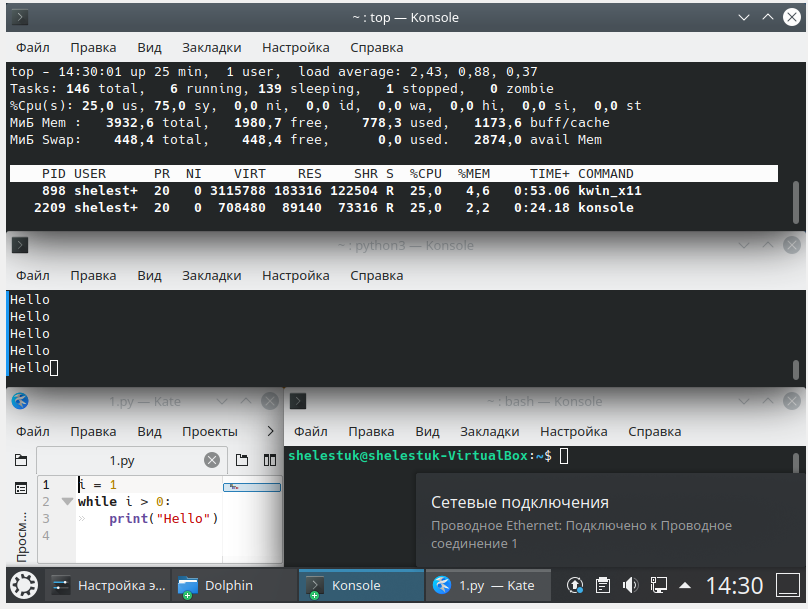 ~ : top — Konsole
Файл Правка Вид Закладки Настройка Справка
top - 14:30:01 up 25 min,  1 user,  load average: 2,43, 0,88, 0,37
Tasks: 146 total,   6 running, 139 sleeping,   1 stopped,   0 zombie
%Cpu(s): 25,0 us, 75,0 sy,  0,0 ni,  0,0 id,  0,0 wa,  0,0 hi,  0,0 si,  0,0 st
МиБ Mem :   3932,6 total,   1980,7 free,    778,3 used,   1173,6 buff/cache
МиБ Swap:    448,4 total,    448,4 free,      0,0 used.   2874,0 avail Mem
PID USER      PR  NI    VIRT    RES    SHR S  %CPU  %MEM     TIME+ COMMAND
898 shelest+  20   0 3115788 183316 122504 R  25,0   4,6   0:53.06 kwin_x11
2209 shelest+  20   0  708480  89140  73316 R  25,0   2,2   0:24.18 konsole
~ : python3 — Konsole
Файл Правка Вид Закладки Настройка Справка
Hello
Hello
Hello
Hello
Hello
1.py — Kate
Файл Правка Вид Проекты
1.py
Просм...
1 i = 1
2 while i > 0:
3 print("Hello")
4
~ : bash — Konsole
Файл Правка Вид Закладки Настройка Справка
shelestuk@shelestuk-VirtualBox:~$
Сетевые подключения
Проводное Ethernet: Подключено к Проводное
соединение 1
Настройка э... Dolphin Konsole 1.py — Kate 14:30